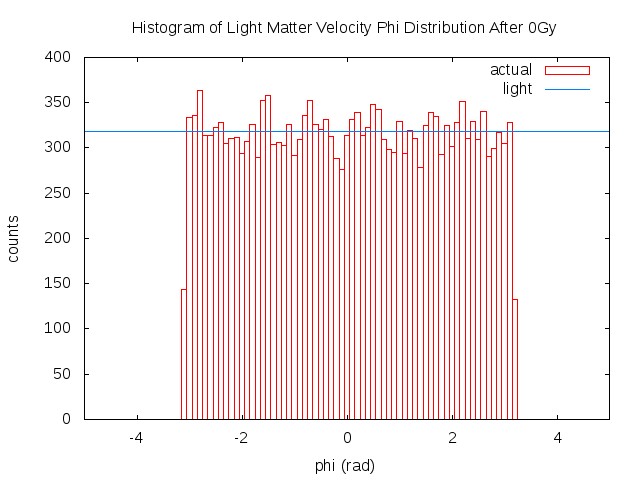 Histogram of Light Matter Velocity Phi Distribution After 0Gy
400
350
300
250
200
150
100
50
0
counts
actual
light
-4 -2 0 2 4
phi (rad)